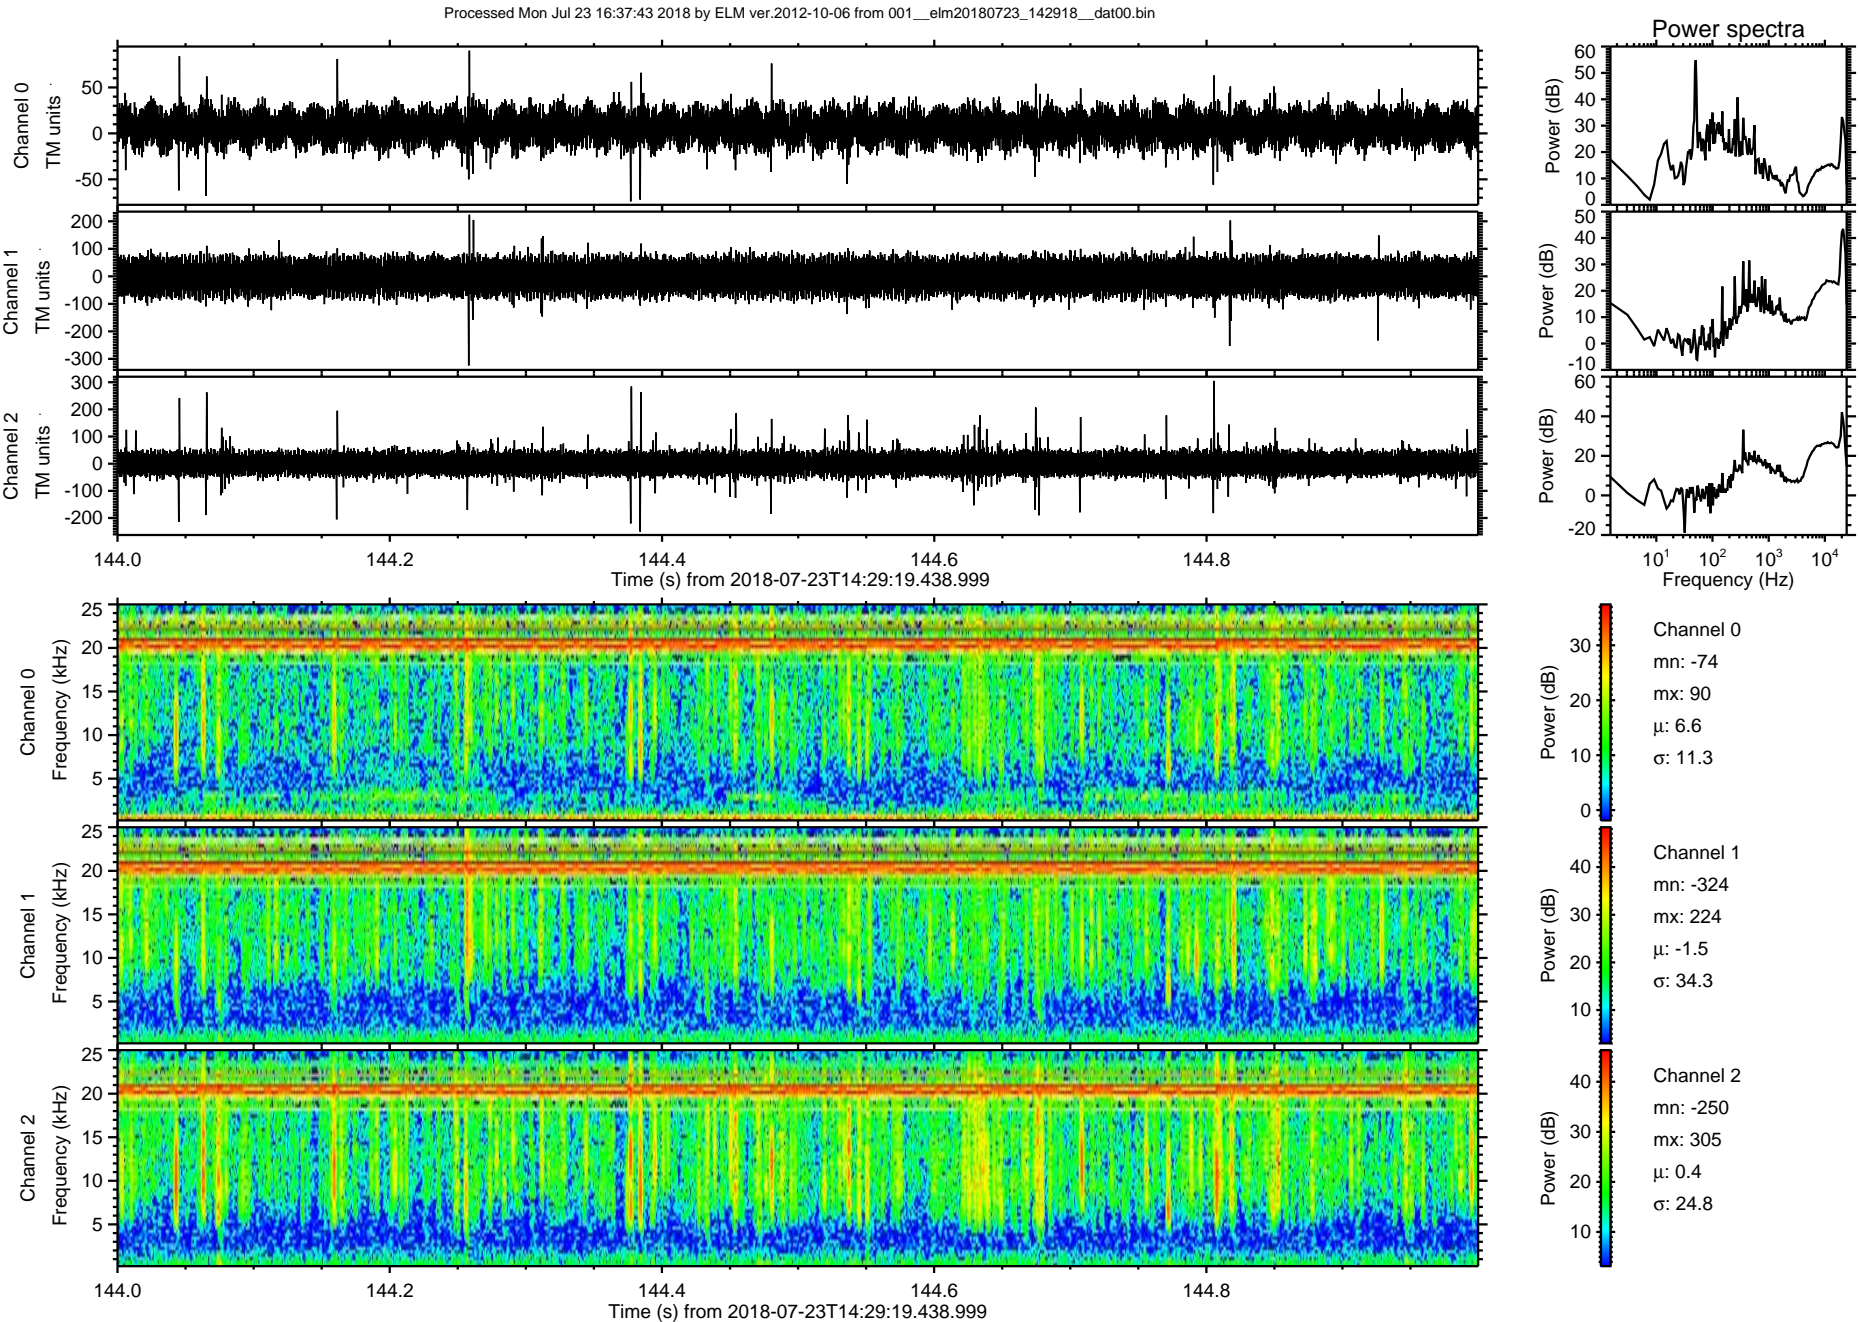 Processed Mon Jul 23 16:37:43 2018 by ELM ver.2012-10-06 from 001__elm20180723_142918__dat00.bin
Power spectra
Channel 0
TM units
50
0
-50
Power (dB)
60
50
40
30
20
10
0
Channel 1
TM units
200
100
0
-100
-200
-300
Power (dB)
50
40
30
20
10
0
-10
Channel 2
TM units
300
200
100
0
-100
-200
Power (dB)
60
40
20
0
-20
144.0 144.2 144.4 144.6 144.8
Time (s) from 2018-07-23T14:29:19.438.999
10^1 10^2 10^3 10^4
Frequency (Hz)
Channel 0
Frequency (kHz)
25
20
15
10
5
Power (dB)
30
20
10
0
Channel 0
mn: -74
mx: 90
μ: 6.6
σ: 11.3
Channel 1
Frequency (kHz)
25
20
15
10
5
Power (dB)
40
30
20
10
Channel 1
mn: -324
mx: 224
μ: -1.5
σ: 34.3
Channel 2
Frequency (kHz)
25
20
15
10
5
Power (dB)
40
30
20
10
Channel 2
mn: -250
mx: 305
μ: 0.4
σ: 24.8
144.0 144.2 144.4 144.6 144.8
Time (s) from 2018-07-23T14:29:19.438.999